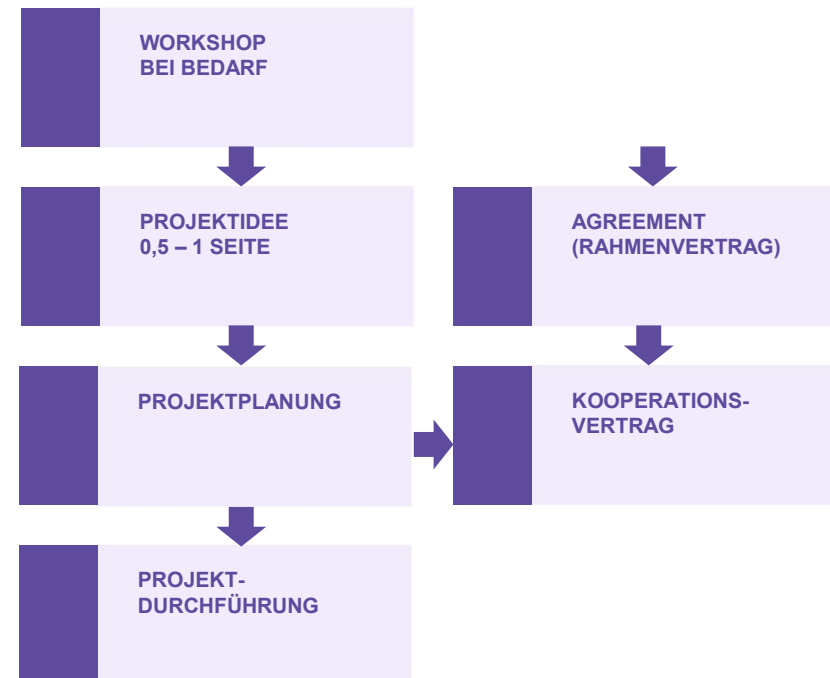 WORKSHOP
BEI BEDARF
PROJEKTIDEE
0,5 – 1 SEITE
AGREEMENT
(RAHMENVERTRAG)
PROJEKTPLANUNG
KOOPERATIONS-
VERTRAG
PROJEKT-
DURCHFÜHRUNG